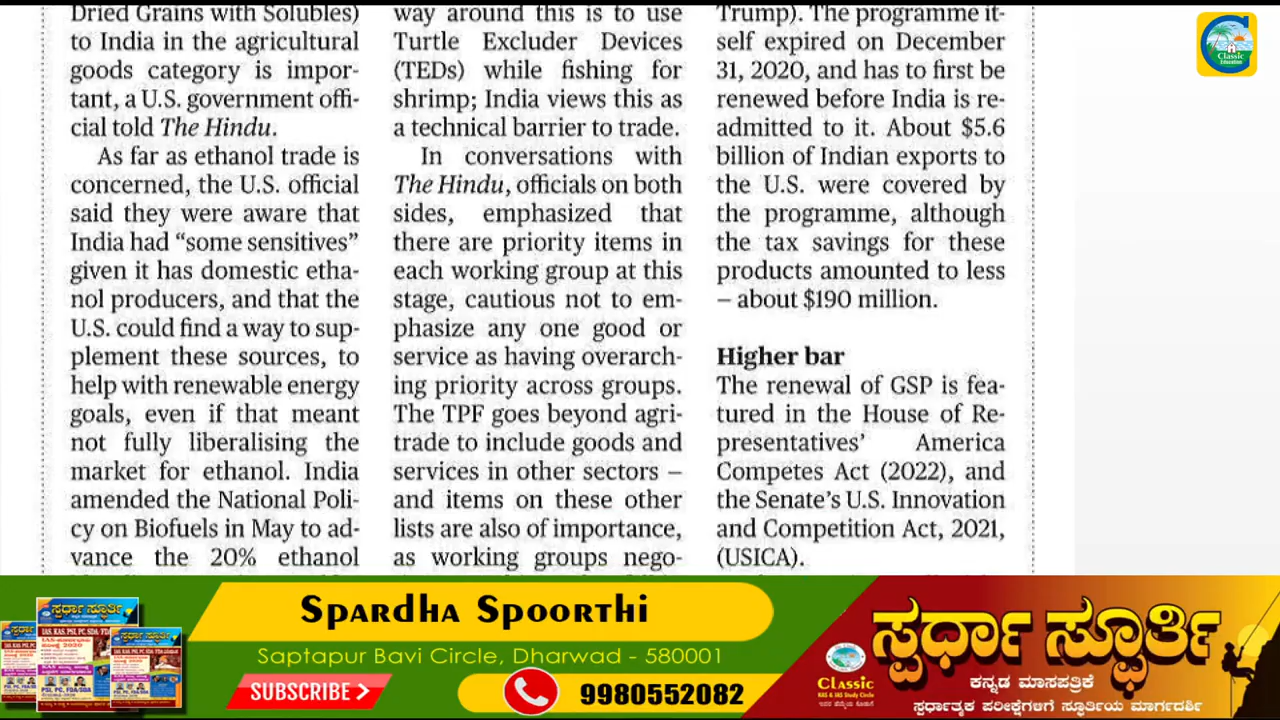 Dried Grains with Solubles)
to India in the agricultural
goods category is impor-
tant, a U.S. government offi-
cial told The Hindu.
As far as ethanol trade is
concerned, the U.S. official
said they were aware that
India had “some sensitives”
given it has domestic etha-
nol producers, and that the
U.S. could find a way to sup-
plement these sources, to
help with renewable energy
goals, even if that meant
not fully liberalising the
market for ethanol. India
amended the National Poli-
cy on Biofuels in May to ad-
vance the 20% ethanol
way around this is to use
Turtle Excluder Devices
(TEDs) while fishing for
shrimp; India views this as
a technical barrier to trade.
In conversations with
The Hindu, officials on both
sides, emphasized that
there are priority items in
each working group at this
stage, cautious not to em-
phasize any one good or
service as having overarch-
ing priority across groups.
The TPF goes beyond agri-
trade to include goods and
services in other sectors –
and items on these other
lists are also of importance,
as working groups nego-
Trump). The programme it-
self expired on December
31, 2020, and has to first be
renewed before India is re-
admitted to it. About $5.6
billion of Indian exports to
the U.S. were covered by
the programme, although
the tax savings for these
products amounted to less
– about $190 million.
Higher bar
The renewal of GSP is fea-
tured in the House of Re-
presentatives’ America
Competes Act (2022), and
the Senate’s U.S. Innovation
and Competition Act, 2021,
(USICA).
Classic
Education
Spardha Spoorthi
Saptapur Bavi Circle, Dharwad - 580001
SUBSCRIBE
9980552082
ಸ್ಪರ್ಧಾ ಸ್ಫೂರ್ತಿ
ಕನ್ನಡ ಮಾಸಪತ್ರಿಕೆ
ಸ್ಪರ್ಧಾತ್ಮಕ ಪರೀಕ್ಷೆಗಳಿಗೆ ಸ್ಫೂರ್ತಿಯ ಮಾರ್ಗದರ್ಶಿ
Classic
KAS & IAS Study Circle